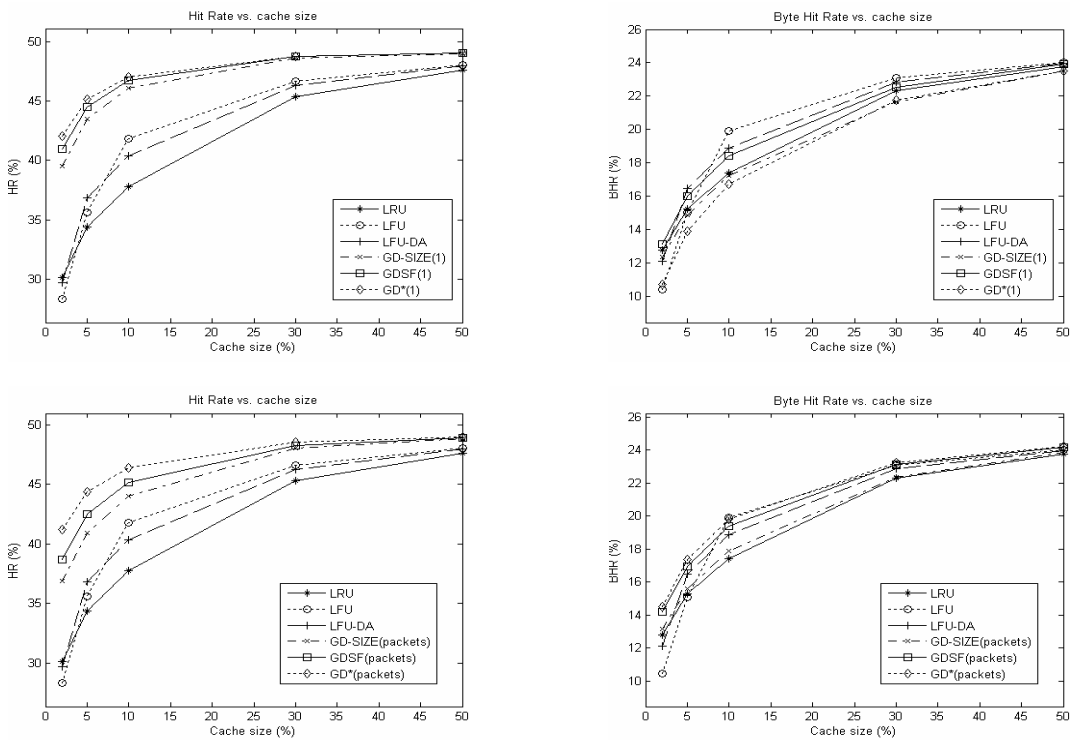 Hit Rate vs. cache size
50
45
40
35
30
HR (%)
0 5 10 15 20 25 30 35 40 45 50
Cache size (%)
LRU
LFU
LFU-DA
GD-SIZE(1)
GDSF(1)
GD*(1)
Byte Hit Rate vs. cache size
26
24
22
20
18
16
14
12
10
BHR (%)
0 5 10 15 20 25 30 35 40 45 50
Cache size (%)
LRU
LFU
LFU-DA
GD-SIZE(1)
GDSF(1)
GD*(1)
Hit Rate vs. cache size
50
45
40
35
30
HR (%)
0 5 10 15 20 25 30 35 40 45 50
Cache size (%)
LRU
LFU
LFU-DA
GD-SIZE(packets)
GDSF(packets)
GD*(packets)
Byte Hit Rate vs. cache size
26
24
22
20
18
16
14
12
10
BHR (%)
0 5 10 15 20 25 30 35 40 45 50
Cache size (%)
LRU
LFU
LFU-DA
GD-SIZE(packets)
GDSF(packets)
GD*(packets)